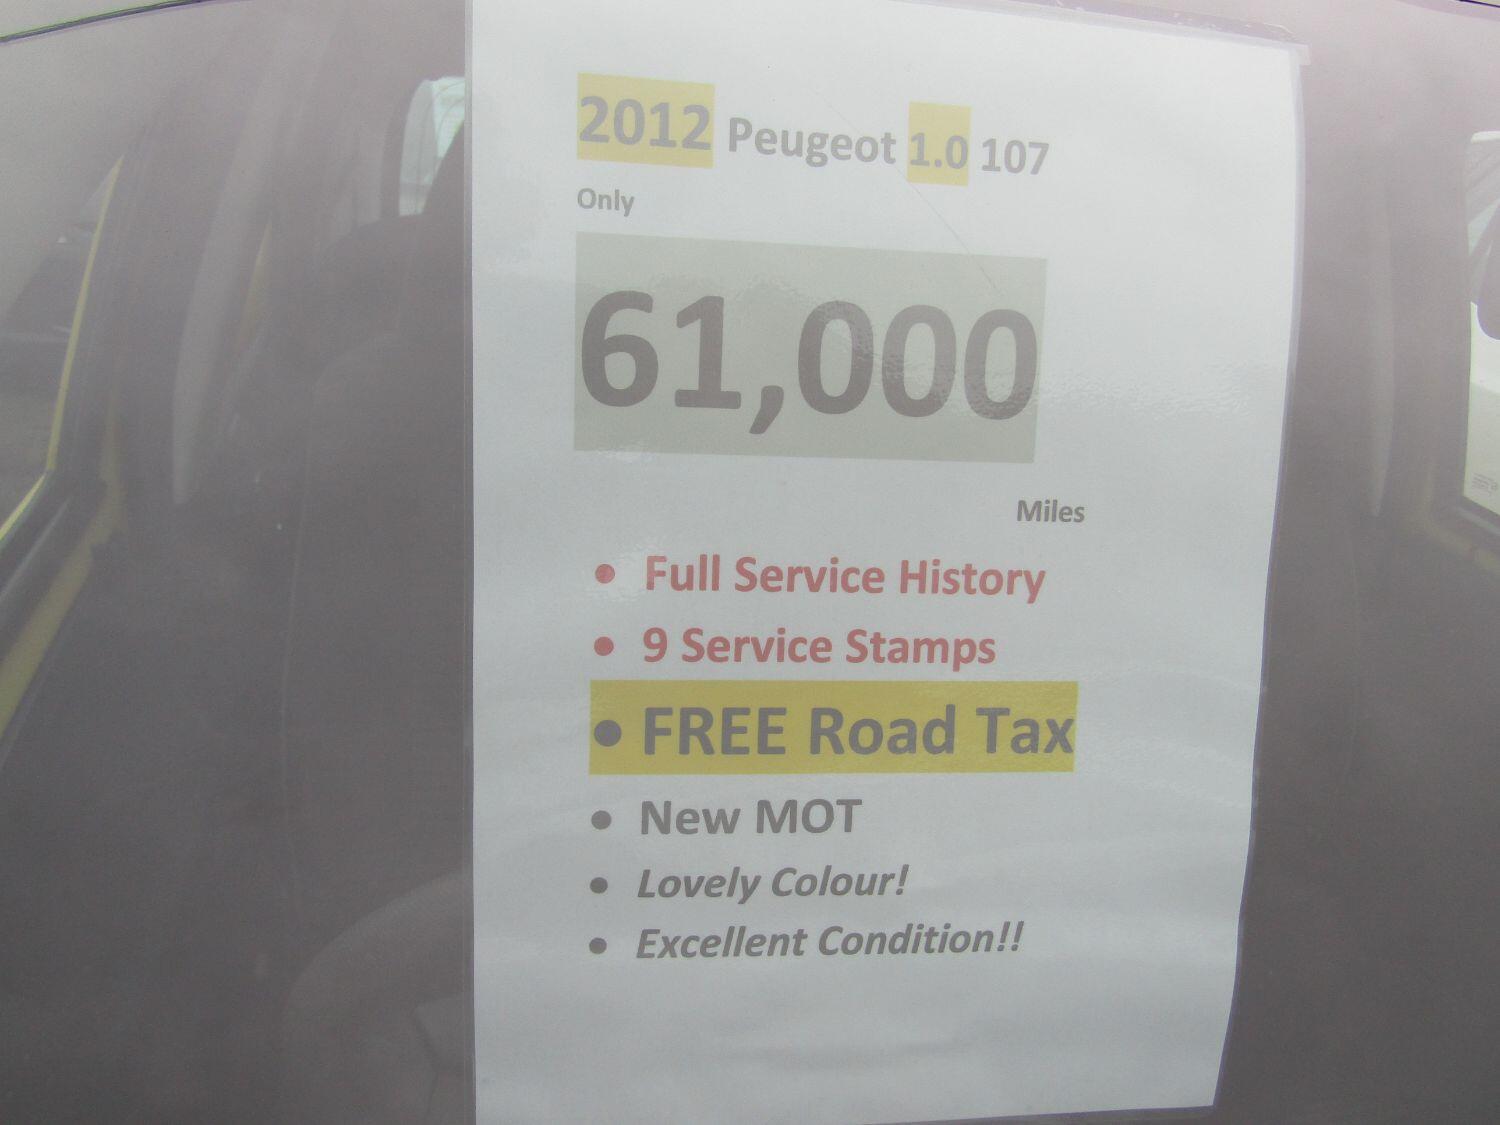 2012 Peugeot 1.0 107
Only
61,000
Miles
• Full Service History
• 9 Service Stamps
• FREE Road Tax
• New MOT
• Lovely Colour!
• Excellent Condition!!